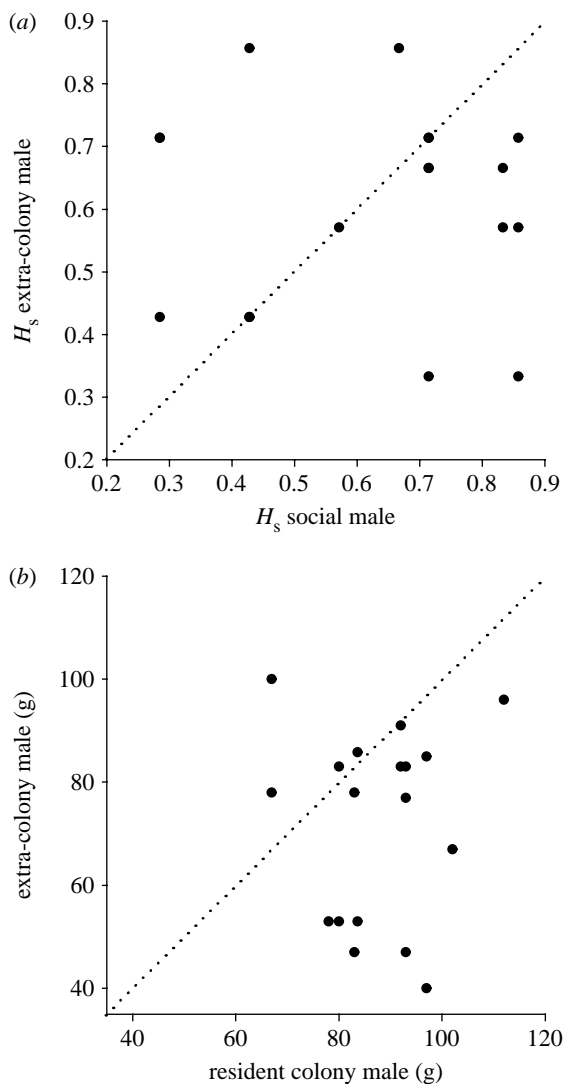 (a)
0.9
0.8
0.7
0.6
0.5
0.4
0.3
0.2
Hs extra-colony male
0.2 0.3 0.4 0.5 0.6 0.7 0.8 0.9
Hs social male
(b)
120
100
80
60
40
extra-colony male (g)
40 60 80 100 120
resident colony male (g)